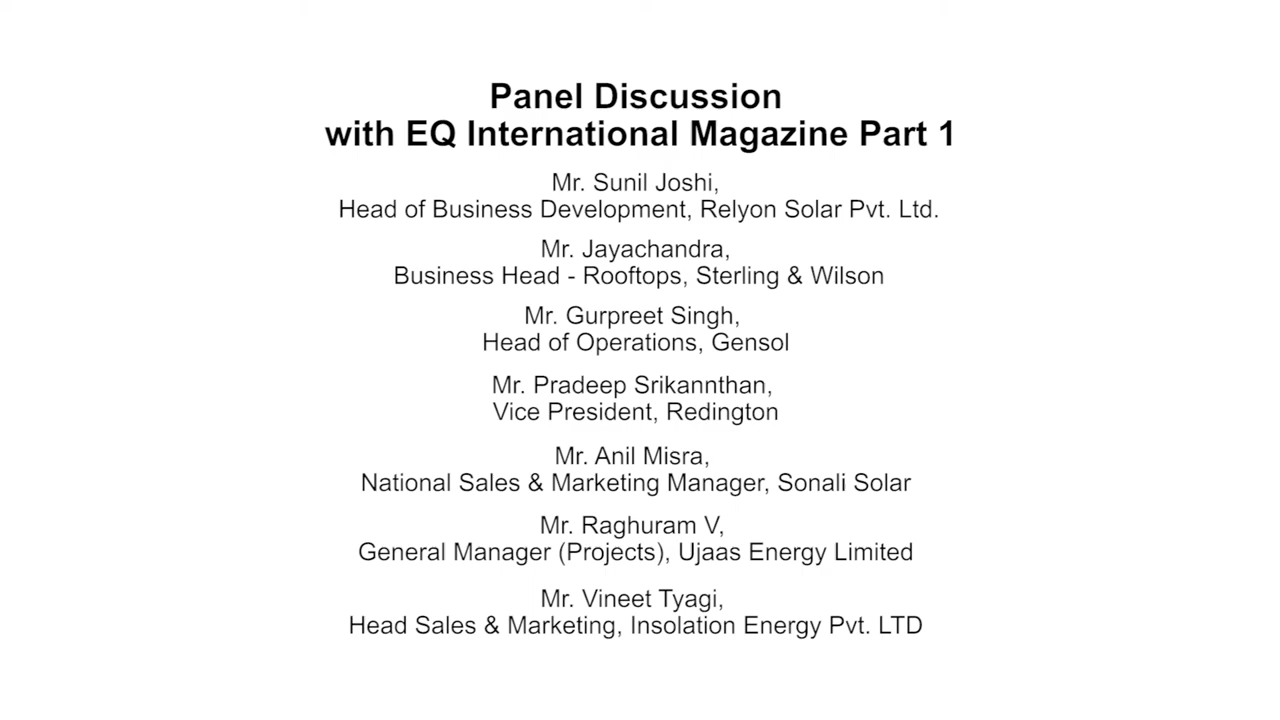 Panel Discussion
with EQ International Magazine Part 1
Mr. Sunil Joshi,
Head of Business Development, Relyon Solar Pvt. Ltd.
Mr. Jayachandra,
Business Head - Rooftops, Sterling & Wilson
Mr. Gurpreet Singh,
Head of Operations, Gensol
Mr. Pradeep Srikannthan,
Vice President, Redington
Mr. Anil Misra,
National Sales & Marketing Manager, Sonali Solar
Mr. Raghuram V,
General Manager (Projects), Ujaas Energy Limited
Mr. Vineet Tyagi,
Head Sales & Marketing, Insolation Energy Pvt. LTD